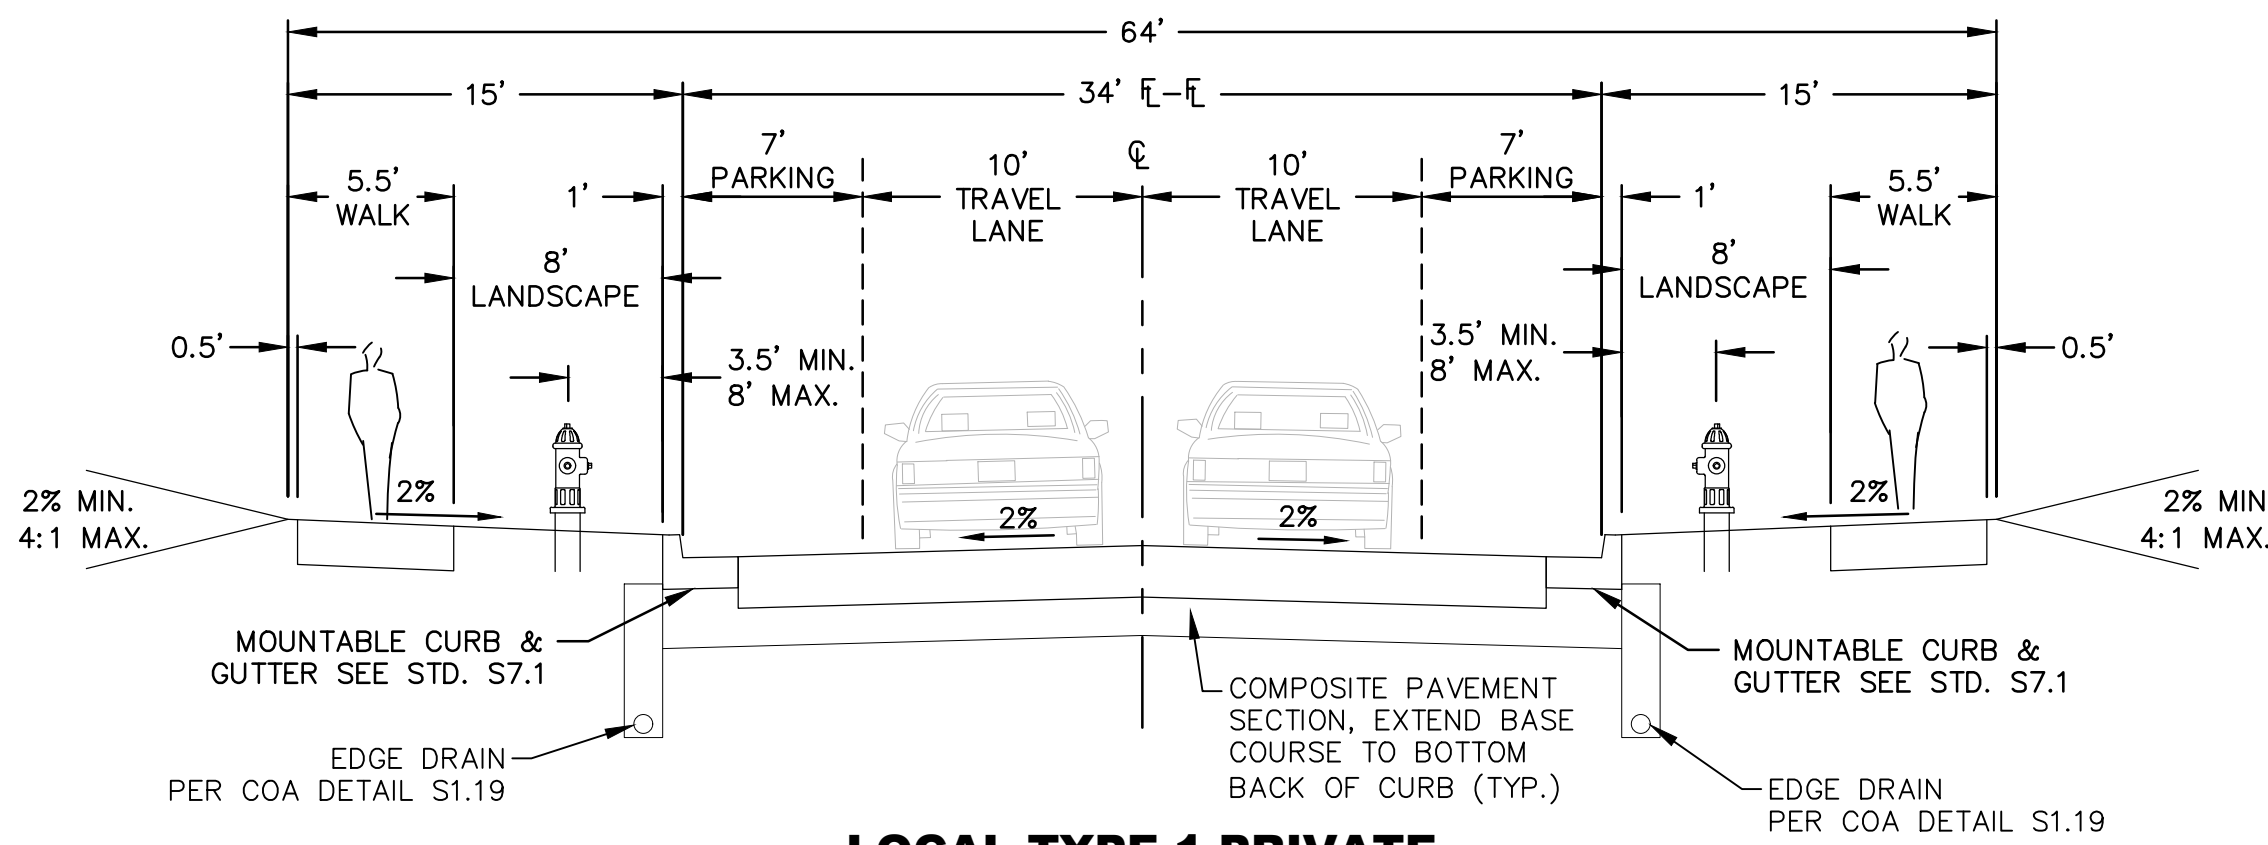 64'
15'
34' FL-FL
15'
7'
PARKING
10'
TRAVEL
LANE
CL
10'
TRAVEL
LANE
7'
PARKING
5.5'
WALK
1'
8'
LANDSCAPE
1'
5.5'
WALK
8'
LANDSCAPE
0.5'
3.5' MIN.
8' MAX.
3.5' MIN.
8' MAX.
0.5'
2% MIN.
4:1 MAX.
2%
2%
2%
2%
2% MIN
4:1 MAX.
MOUNTABLE CURB &
GUTTER SEE STD. S7.1
MOUNTABLE CURB &
GUTTER SEE STD. S7.1
COMPOSITE PAVEMENT
SECTION, EXTEND BASE
COURSE TO BOTTOM
BACK OF CURB (TYP.)
EDGE DRAIN
PER COA DETAIL S1.19
EDGE DRAIN
PER COA DETAIL S1.19
LOCAL TYPE 1 PRIVATE